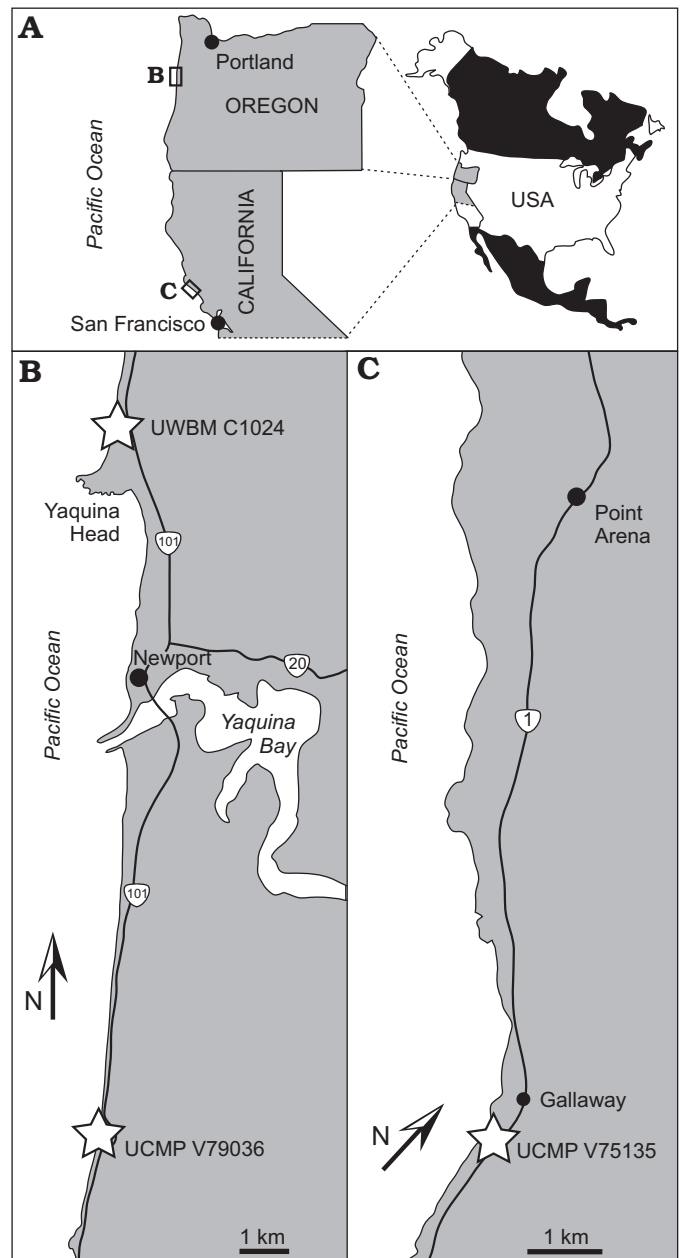 A
Portland
B
OREGON
Pacific Ocean
USA
CALIFORNIA
C
San Francisco
B
UWBM C1024
Yaquina
Head
101
Newport
20
Pacific Ocean
Yaquina
Bay
101
N
UCMP V79036
1 km
C
Point
Arena
Pacific Ocean
1
Gallaway
N
UCMP V75135
1 km